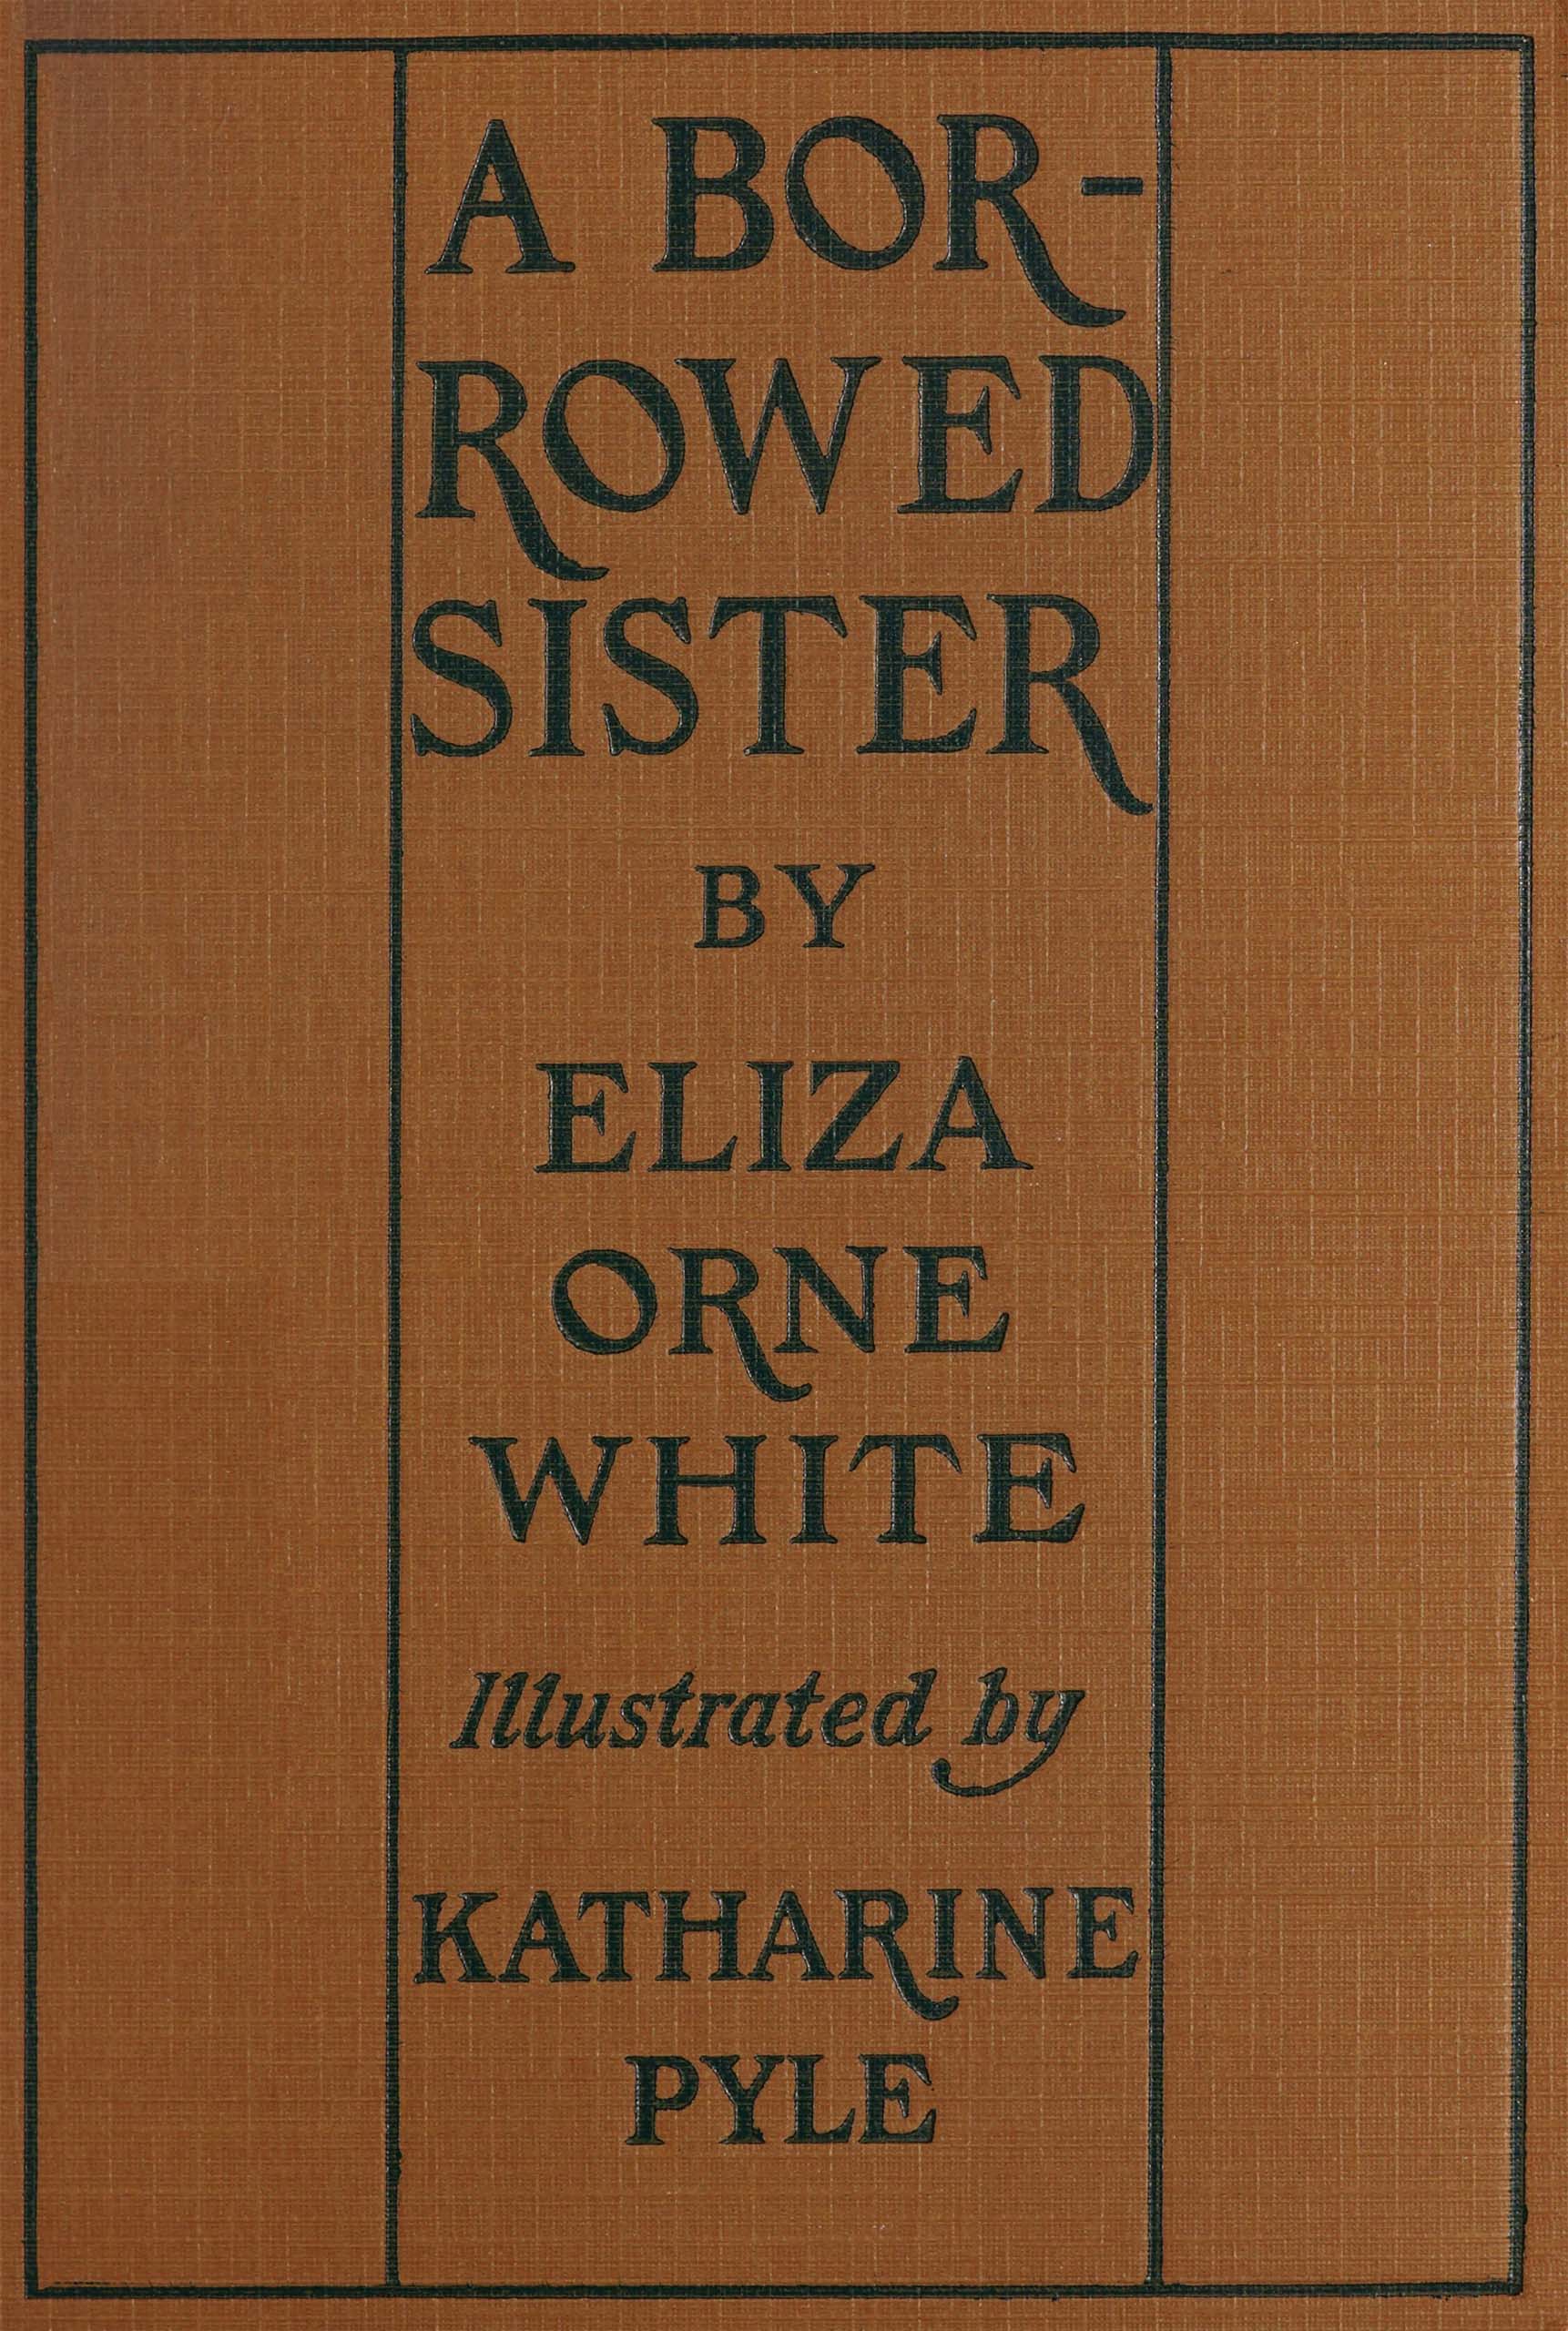 A BOR-
ROWED
SISTER
BY
ELIZA
ORNE
WHITE
Illustrated by
KATHARINE
PYLE